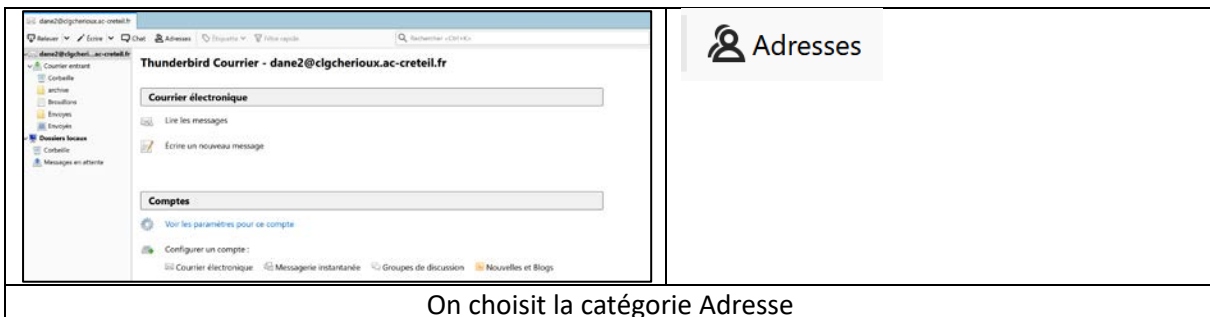 dane2@clgcherioux.ac-creteil.fr
Relever Écrire Chat Adresses Étiquette Filtre rapide Rechercher <Ctrl+K>
dane2@clgcheri...ac-creteil.fr
Courrier entrant
Corbeille
archive
Brouillons
Envoyes
Envoyés
Dossiers locaux
Corbeille
Messages en attente
Thunderbird Courrier - dane2@clgcherioux.ac-creteil.fr
Courrier électronique
Lire les messages
Écrire un nouveau message
Comptes
Voir les paramètres pour ce compte
Configurer un compte :
Courrier électronique Messagerie instantanée Groupes de discussion Nouvelles et Blogs
Adresses
On choisit la catégorie Adresse